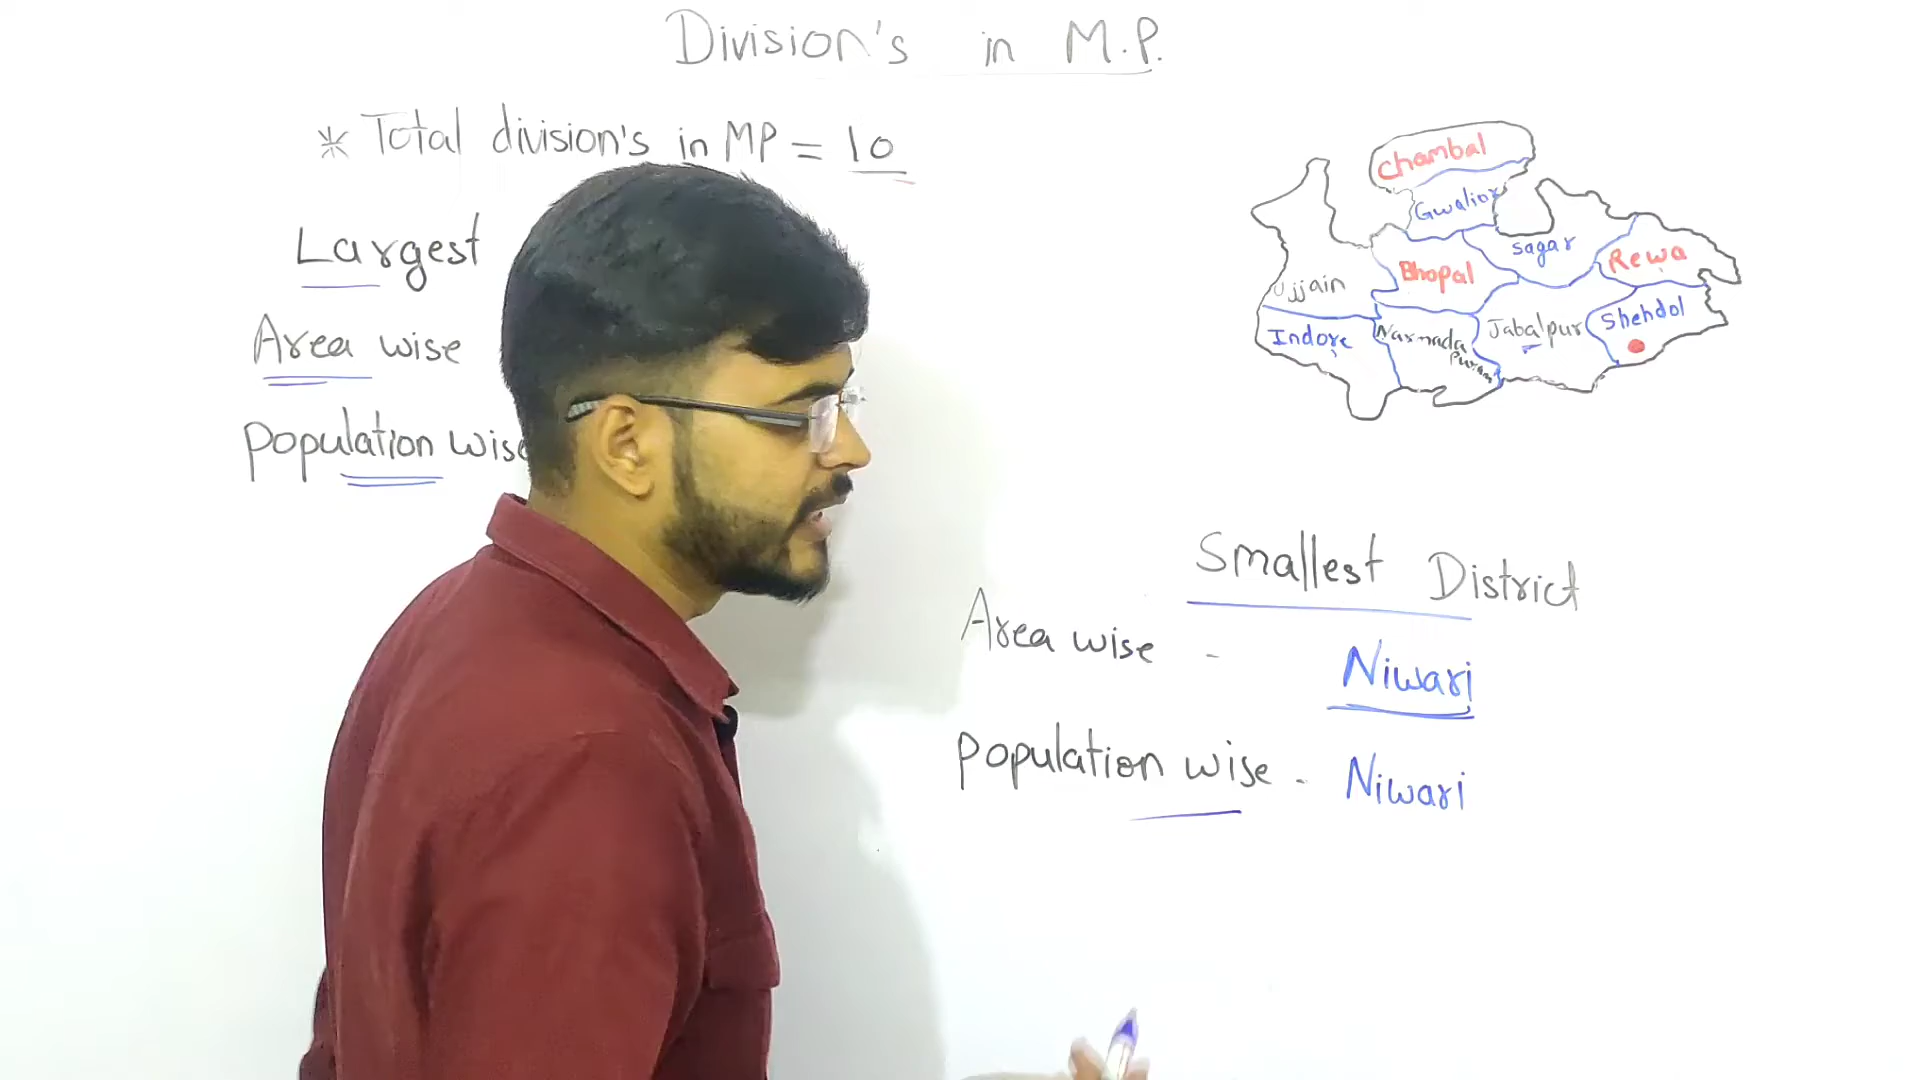 Division's in M.P.
* Total division's in MP = 10
Largest
Area wise
Population wise
Chambal
Gwalior
Sagar
Rewa
Bhopal
Ujjain
Shehdol
Indore
Narmada
Puram
Jabalpur
Smallest District
Area wise - Niwari
Population wise - Niwari